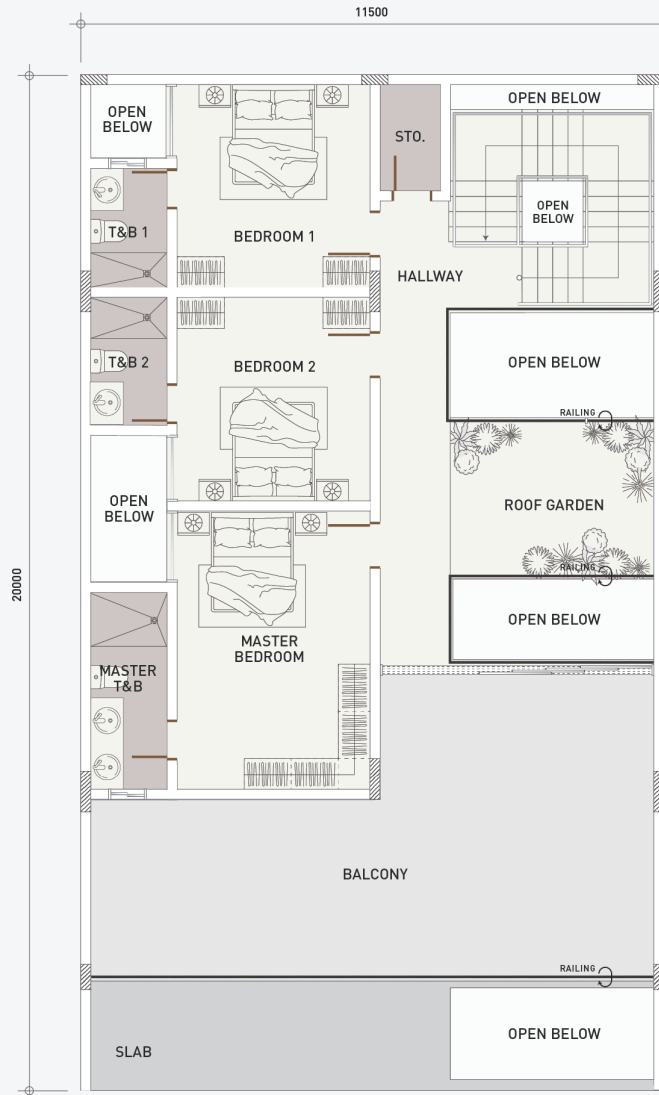 11500
OPEN
BELOW
OPEN BELOW
STO.
OPEN
BELOW
T&B 1
BEDROOM 1
HALLWAY
T&B 2
BEDROOM 2
OPEN BELOW
RAILING
OPEN
BELOW
ROOF GARDEN
RAILING
20000
OPEN BELOW
MASTER
BEDROOM
MASTER
T&B
BALCONY
RAILING
OPEN BELOW
SLAB